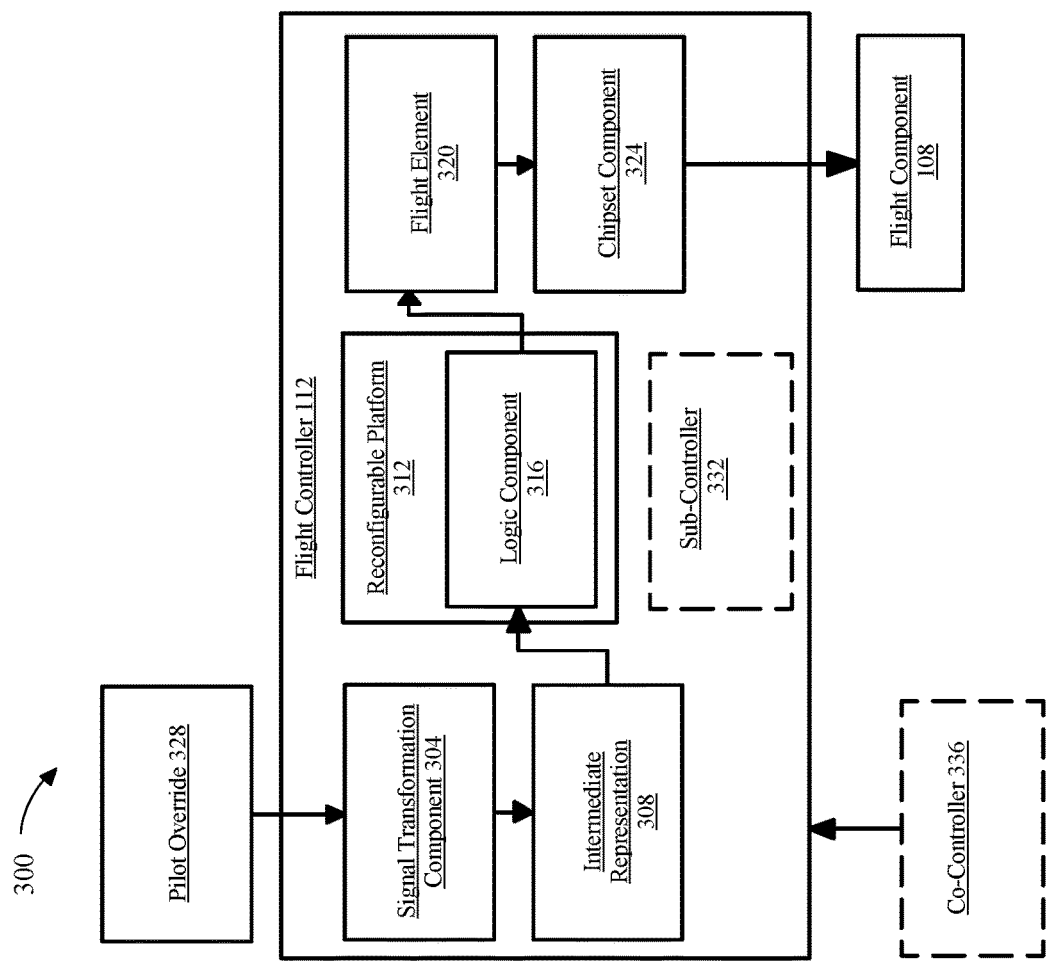 300
Pilot Override 328
Flight Controller 112
Signal Transformation
Component 304
Intermediate
Representation
308
Reconfigurable Platform
312
Logic Component
316
Flight Element
320
Chipset Component
324
Sub-Controller
332
Co-Controller 336
Flight Component
108